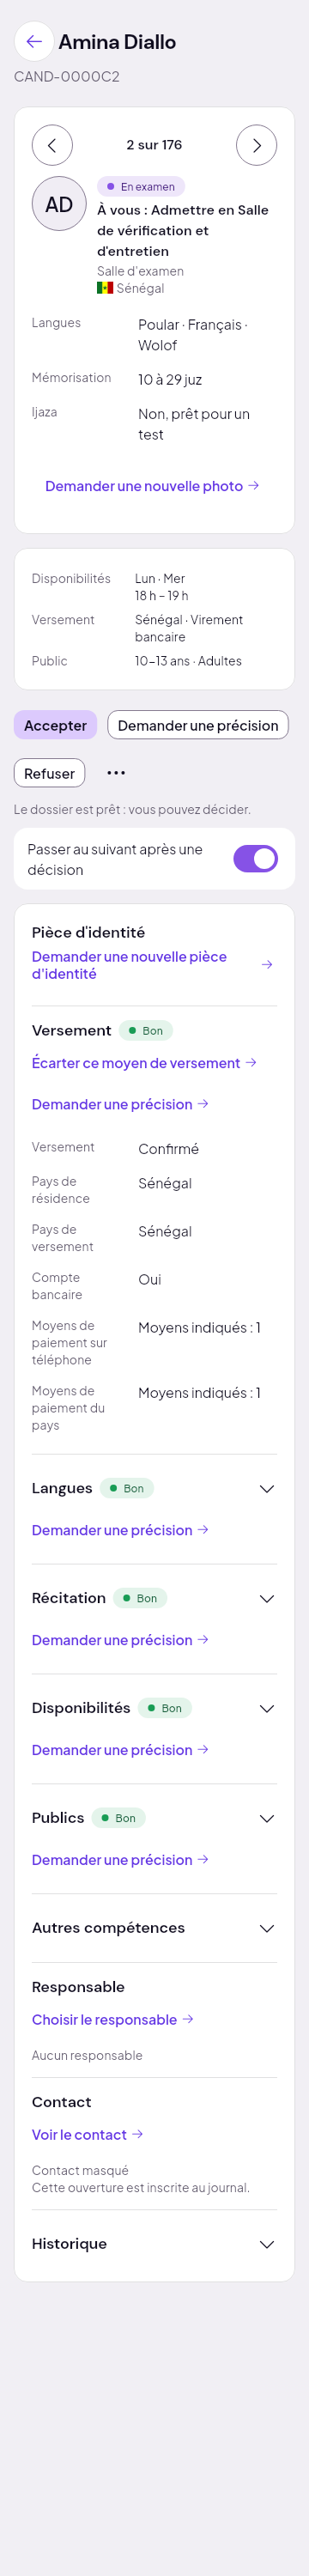 Amina Diallo
CAND-0000C2
2 sur 176
AD
En examen
À vous : Admettre en Salle
de vérification et
d'entretien
Salle d'examen
Sénégal
Langues
Poular · Français ·
Wolof
Mémorisation
10 à 29 juz
Ijaza
Non, prêt pour un
test
Demander une nouvelle photo
Disponibilités
Lun · Mer
18 h – 19 h
Versement
Sénégal · Virement
bancaire
Public
10–13 ans · Adultes
Accepter
Demander une précision
Refuser
Le dossier est prêt : vous pouvez décider.
Passer au suivant après une
décision
Pièce d'identité
Demander une nouvelle pièce
d'identité
Versement
Bon
Écarter ce moyen de versement
Demander une précision
Versement
Confirmé
Pays de
résidence
Sénégal
Pays de
versement
Sénégal
Compte
bancaire
Oui
Moyens de
paiement sur
téléphone
Moyens indiqués : 1
Moyens de
paiement du
pays
Moyens indiqués : 1
Langues
Bon
Demander une précision
Récitation
Bon
Demander une précision
Disponibilités
Bon
Demander une précision
Publics
Bon
Demander une précision
Autres compétences
Responsable
Choisir le responsable
Aucun responsable
Contact
Voir le contact
Contact masqué
Cette ouverture est inscrite au journal.
Historique